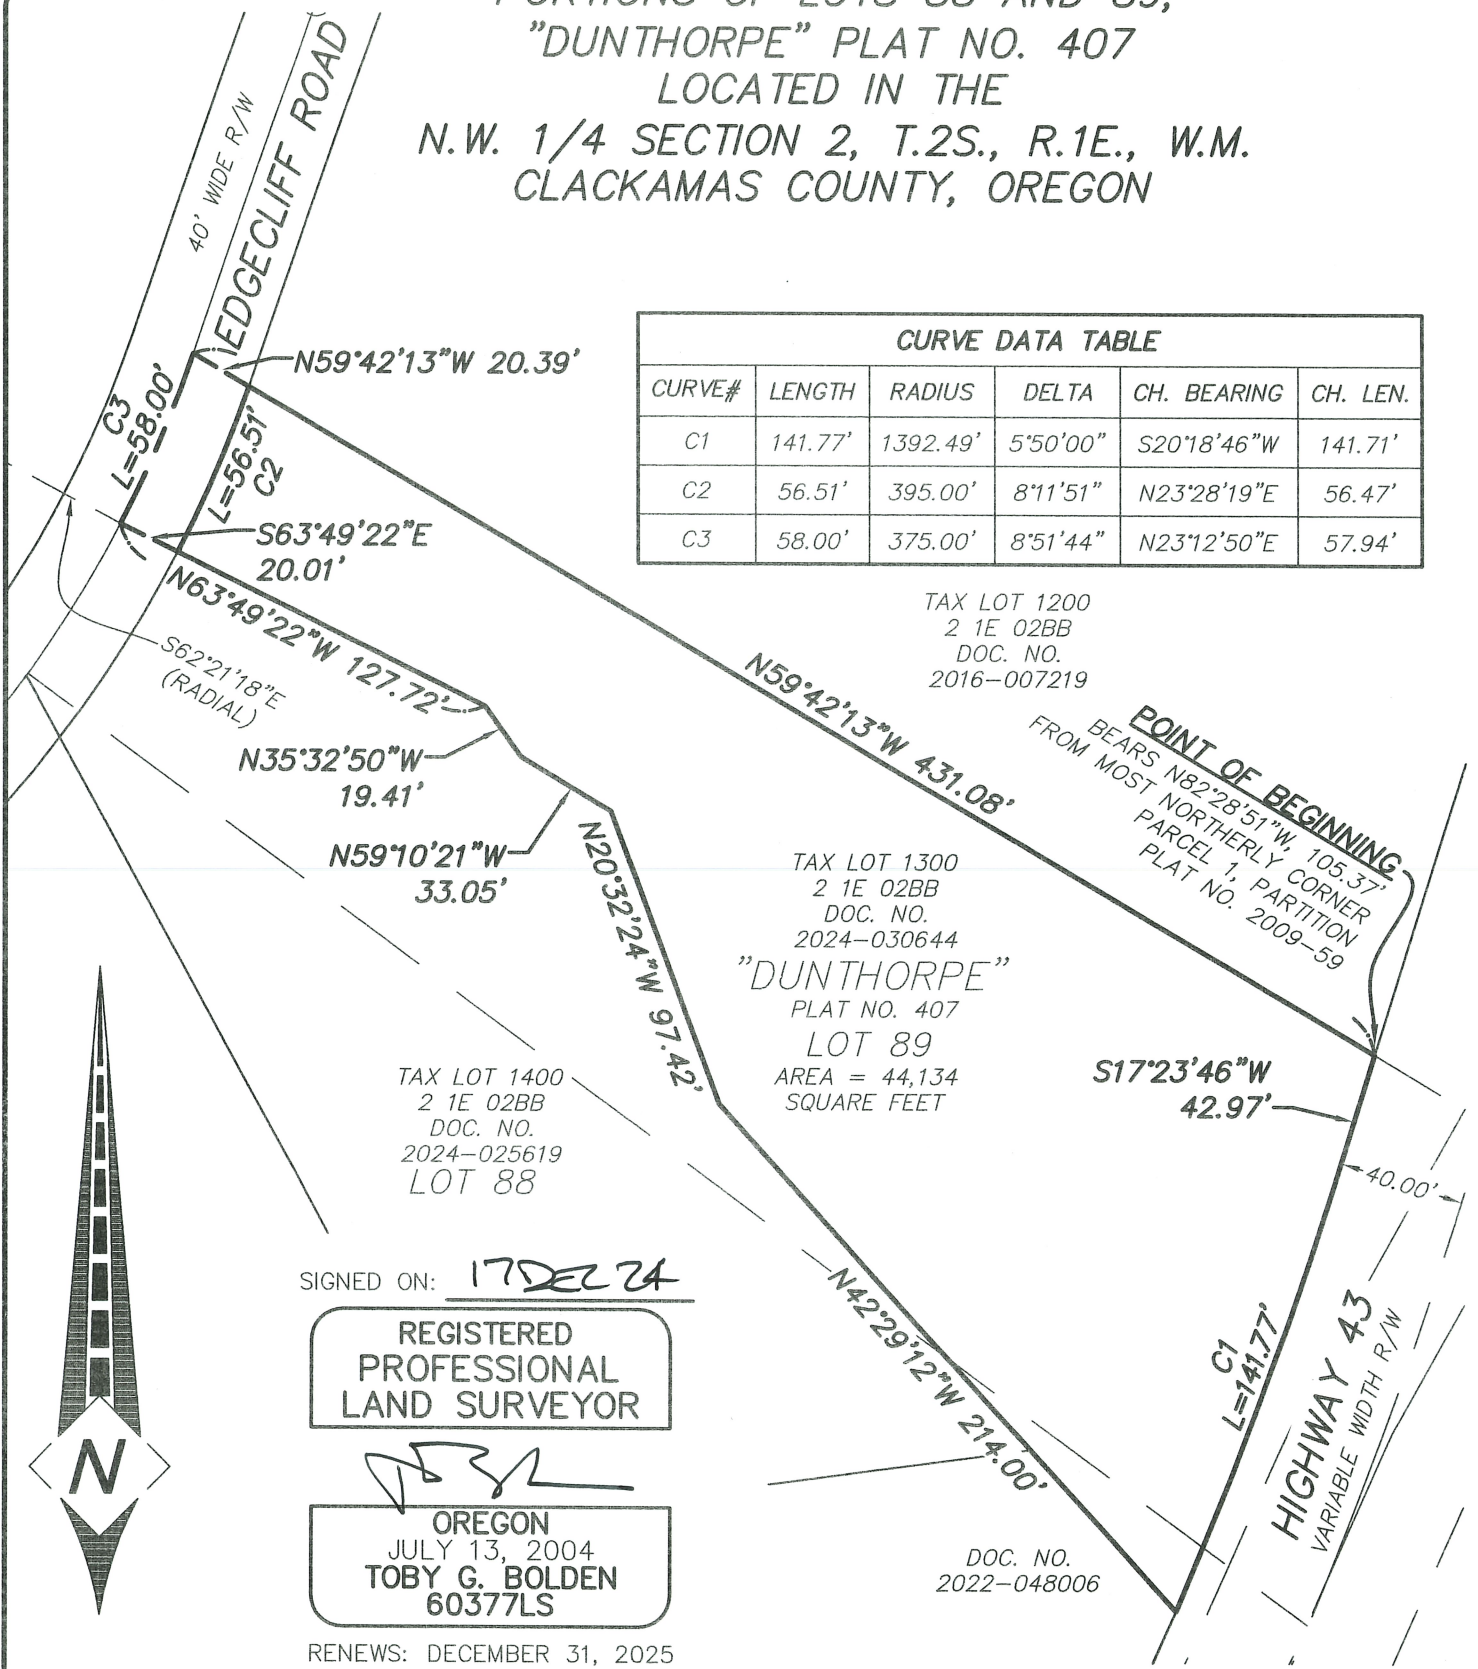 PORTIONS OF LOTS 88 AND 89,
"DUNTHORPE" PLAT NO. 407
LOCATED IN THE
N.W. 1/4 SECTION 2, T.2S., R.1E., W.M.
CLACKAMAS COUNTY, OREGON
40' WIDE R/W
EDGECLIFF ROAD
CURVE DATA TABLE
CURVE# LENGTH RADIUS DELTA CH. BEARING CH. LEN.
C1 141.77' 1392.49' 5°50'00" S20°18'46"W 141.71'
C2 56.51' 395.00' 8°11'51" N23°28'19"E 56.47'
C3 58.00' 375.00' 8°51'44" N23°12'50"E 57.94'
N59°42'13"W 20.39'
C3
L=58.00'
L=56.51'
C2
S63°49'22"E
20.01'
N63°49'22"W 127.72'
S62°21'18"E
(RADIAL)
TAX LOT 1200
2 1E 02BB
DOC. NO.
2016-007219
N59°42'13"W 431.08'
POINT OF BEGINNING
BEARS N82°28'51"W, 105.37'
FROM MOST NORTHERLY CORNER
PARCEL 1, PARTITION
PLAT NO. 2009-59
N35°32'50"W
19.41'
N59°10'21"W
33.05'
N20°32'24"W 97.42'
TAX LOT 1300
2 1E 02BB
DOC. NO.
2024-030644
"DUNTHORPE"
PLAT NO. 407
LOT 89
AREA = 44,134
SQUARE FEET
S17°23'46"W
42.97'
TAX LOT 1400
2 1E 02BB
DOC. NO.
2024-025619
LOT 88
40.00'
N42°29'12"W 214.00'
C1
L=141.77'
HIGHWAY 43
VARIABLE WIDTH R/W
N
SIGNED ON: 17 DEC 24
REGISTERED
PROFESSIONAL
LAND SURVEYOR
OREGON
JULY 13, 2004
TOBY G. BOLDEN
60377LS
RENEWS: DECEMBER 31, 2025
DOC. NO.
2022-048006